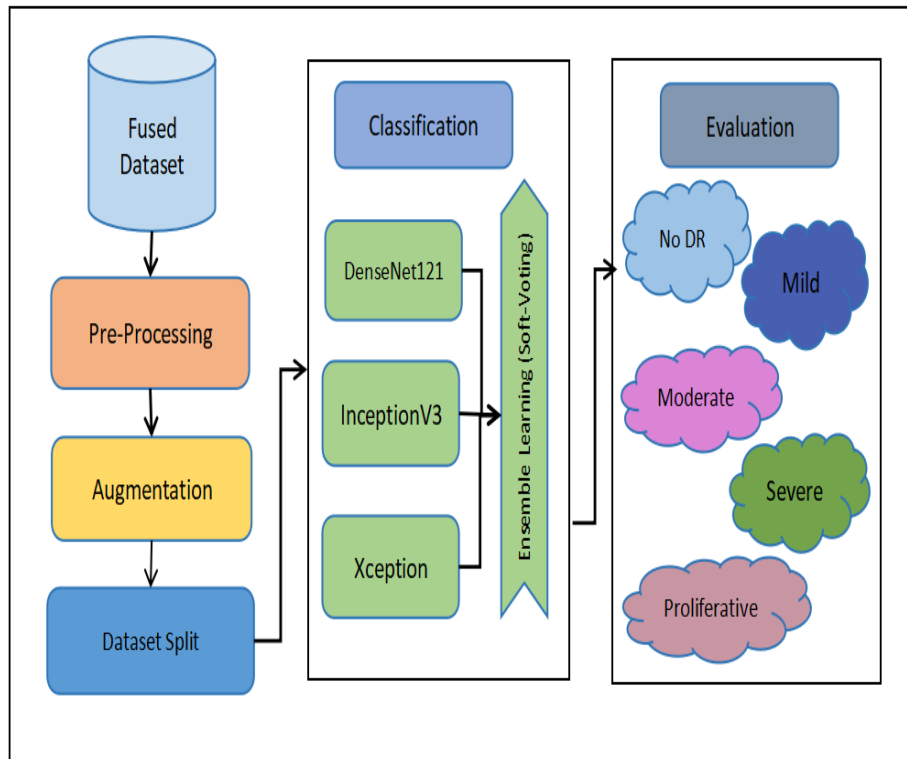 Fused
Dataset
Pre-Processing
Augmentation
Dataset Split
Classification
DenseNet121
InceptionV3
Xception
Ensemble Learning (Soft-Voting)
Evaluation
No DR
Mild
Moderate
Severe
Proliferative